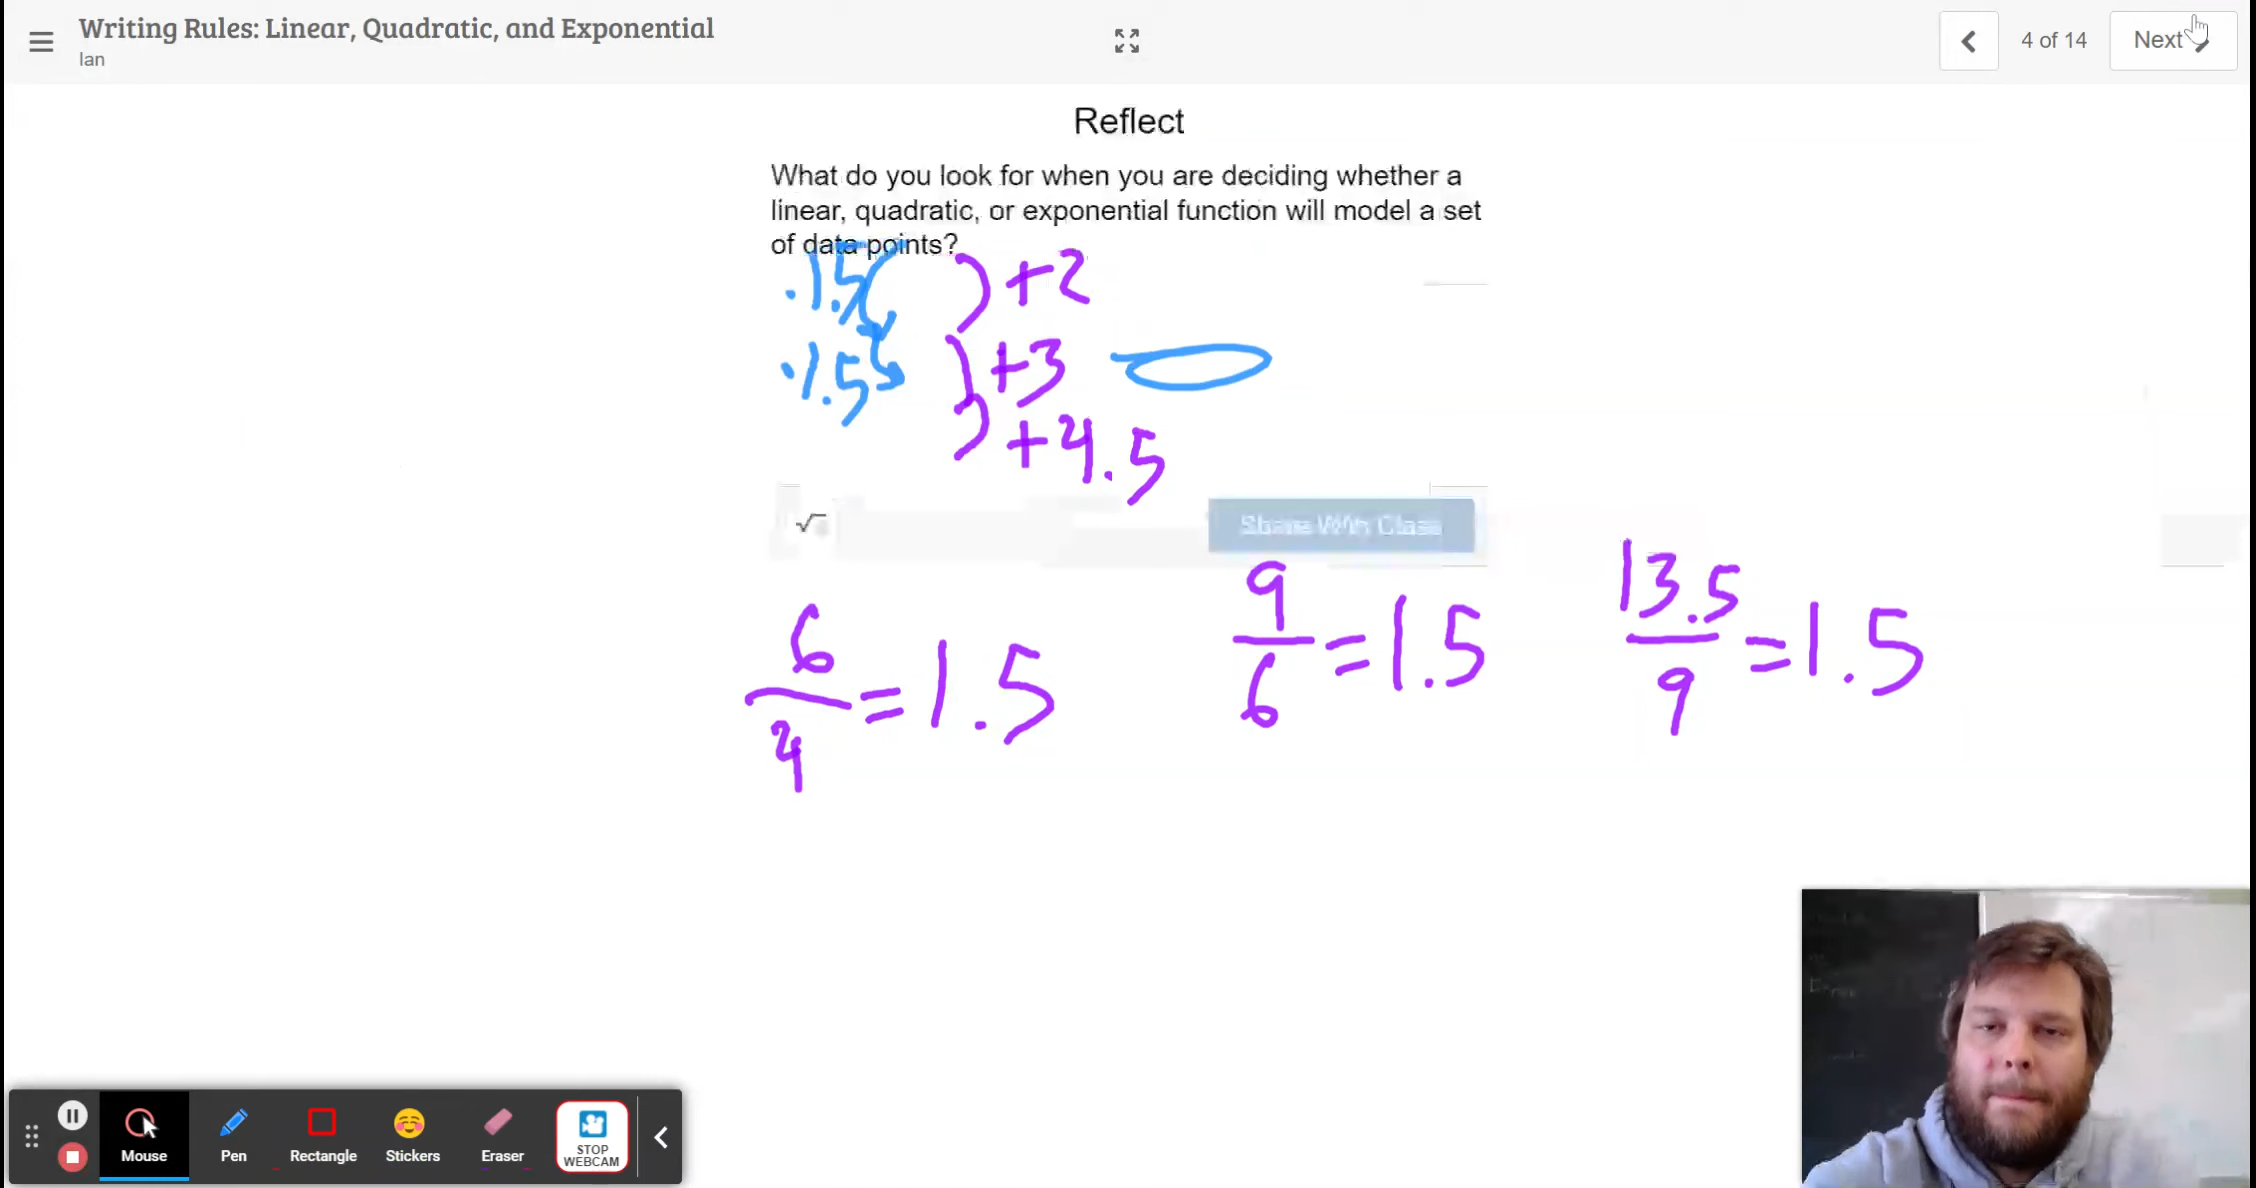 Writing Rules: Linear, Quadratic, and Exponential
Ian
4 of 14
Next
Reflect
What do you look for when you are deciding whether a
linear, quadratic, or exponential function will model a set
of data points?
·1.5
+2
·1.5
+3
+4.5
√
Share With Class
6/4 = 1.5
9/6 = 1.5
13.5/9 = 1.5
Mouse
Pen
Rectangle
Stickers
Eraser
STOP
WEBCAM